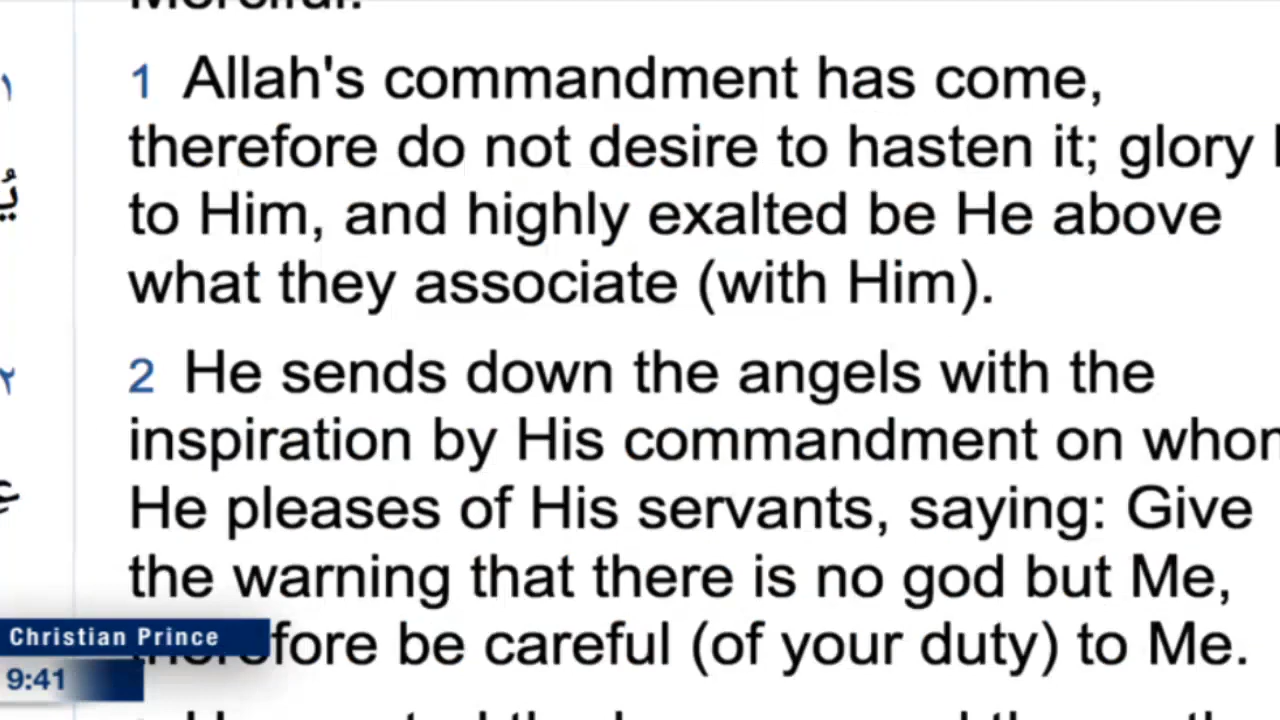 Merciful.
1 Allah's commandment has come,
therefore do not desire to hasten it; glory
to Him, and highly exalted be He above
what they associate (with Him).
2 He sends down the angels with the
inspiration by His commandment on whom
He pleases of His servants, saying: Give
the warning that there is no god but Me,
therefore be careful (of your duty) to Me.
Christian Prince
9:41
١
٢